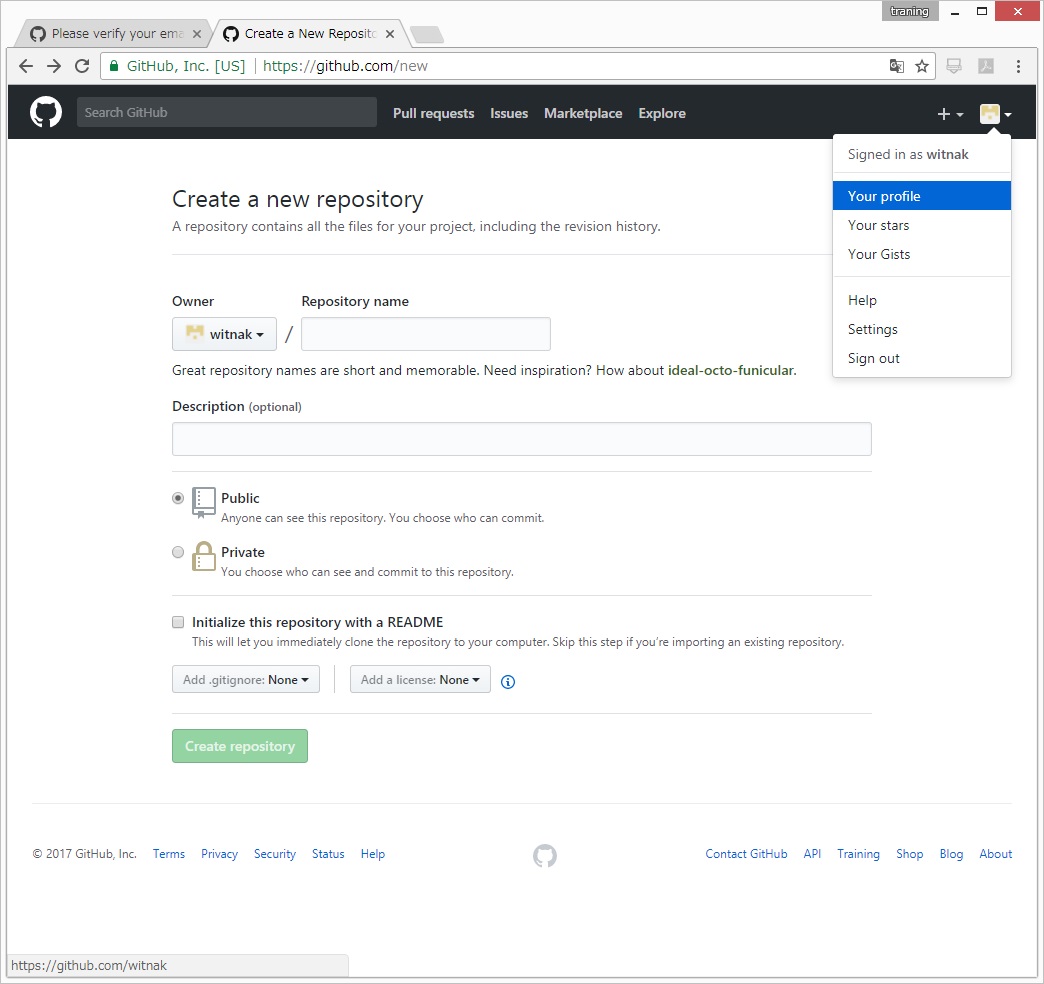 traning
Please verify your ema
Create a New Reposito
GitHub, Inc. [US] | https://github.com/new
Search GitHub
Pull requests Issues Marketplace Explore
Signed in as witnak
Your profile
Your stars
Your Gists
Help
Settings
Sign out
Create a new repository
A repository contains all the files for your project, including the revision history.
Owner Repository name
witnak /
Great repository names are short and memorable. Need inspiration? How about ideal-octo-funicular.
Description (optional)
Public
Anyone can see this repository. You choose who can commit.
Private
You choose who can see and commit to this repository.
Initialize this repository with a README
This will let you immediately clone the repository to your computer. Skip this step if you’re importing an existing repository.
Add .gitignore: None Add a license: None
Create repository
© 2017 GitHub, Inc. Terms Privacy Security Status Help Contact GitHub API Training Shop Blog About
https://github.com/witnak